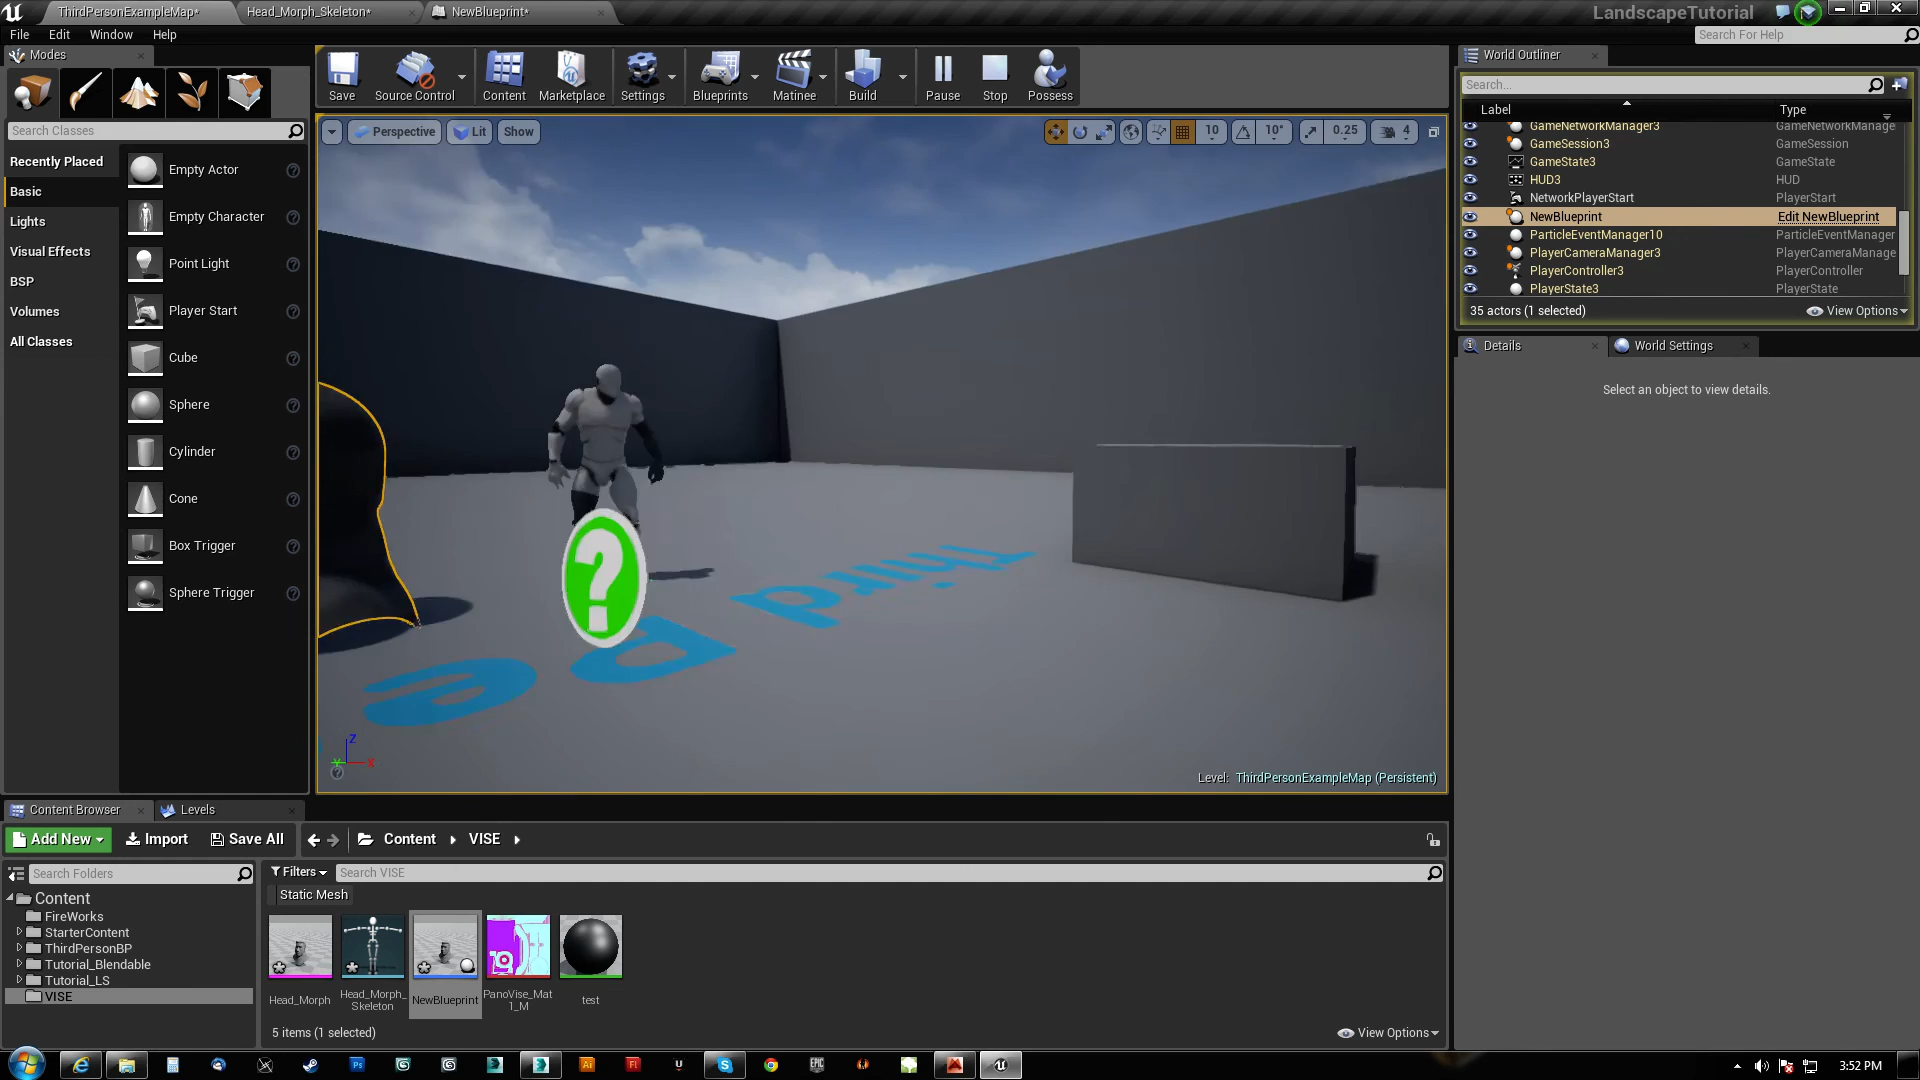 ThirdPersonExampleMap*
Head_Morph_Skeleton*
NewBlueprint*
LandscapeTutorial
File
Edit
Window
Help
Search For Help
Modes
Search Classes
Recently Placed
Basic
Lights
Visual Effects
BSP
Volumes
All Classes
Empty Actor
Empty Character
Point Light
Player Start
Cube
Sphere
Cylinder
Cone
Box Trigger
Sphere Trigger
Save
Source Control
Content
Marketplace
Settings
Blueprints
Matinee
Build
Pause
Stop
Possess
Perspective
Lit
Show
10
10°
0.25
4
?
Z
Y
X
Level: ThirdPersonExampleMap (Persistent)
World Outliner
Search...
Label
Type
GameNetworkManager3
GameNetworkManage
GameSession3
GameSession
GameState3
GameState
HUD3
HUD
NetworkPlayerStart
PlayerStart
NewBlueprint
Edit NewBlueprint
ParticleEventManager10
ParticleEventManager
PlayerCameraManager3
PlayerCameraManage
PlayerController3
PlayerController
PlayerState3
PlayerState
35 actors (1 selected)
View Options
Details
World Settings
Select an object to view details.
Content Browser
Levels
Add New
Import
Save All
Content
VISE
Search Folders
Filters
Search VISE
Static Mesh
Content
FireWorks
StarterContent
ThirdPersonBP
Tutorial_Blendable
Tutorial_LS
VISE
Head_Morph
Head_Morph_
Skeleton
NewBlueprint
PanoVise_Mat
1_M
test
5 items (1 selected)
View Options
3:52 PM